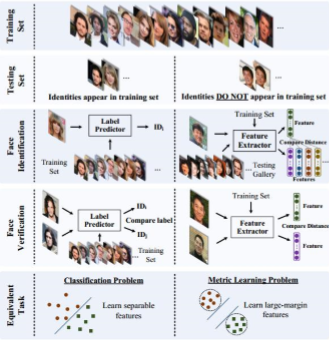 Training
Set
...
Testing
Set
...
...
Identities appear in training set
Identities DO NOT appear in training set
Face
Identification
Label
Predictor
ID₁
Training
Set
...
Training Set
Feature
Extractor
Feature
Compare Distance
...
Testing
Gallery
Features
Face
Verification
Label
Predictor
ID₁
Compare label
ID₂
Training
Set
...
Training Set
Feature
Extractor
Feature
Compare Distance
Feature
Equivalent
Task
Classification Problem
Learn separable
features
Metric Learning Problem
Learn large-margin
features